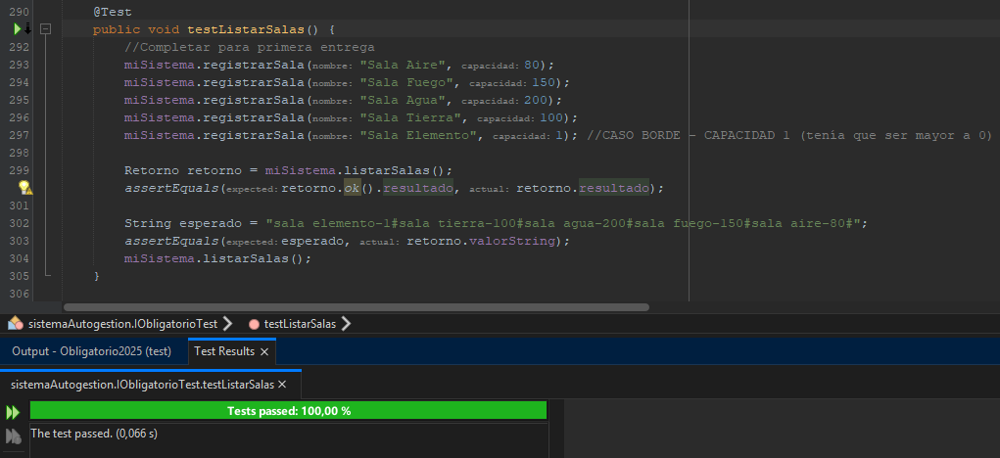 290 @Test
public void testListarSalas() {
292 //Completar para primera entrega
293 miSistema.registrarSala(nombre: "Sala Aire", capacidad: 80);
294 miSistema.registrarSala(nombre: "Sala Fuego", capacidad: 150);
295 miSistema.registrarSala(nombre: "Sala Agua", capacidad: 200);
296 miSistema.registrarSala(nombre: "Sala Tierra", capacidad: 100);
297 miSistema.registrarSala(nombre: "Sala Elemento", capacidad: 1); //CASO BORDE - CAPACIDAD 1 (tenía que ser mayor a 0)
298
299 Retorno retorno = miSistema.listarSalas();
assertEquals(expected: retorno.ok().resultado, actual: retorno.resultado);
301
302 String esperado = "sala elemento-1#sala tierra-100#sala agua-200#sala fuego-150#sala aire-80#";
303 assertEquals(expected: esperado, actual: retorno.valorString);
304 miSistema.listarSalas();
305 }
306
sistemaAutogestion.IObligatorioTest testListarSalas
Output - Obligatorio2025 (test) Test Results ×
sistemaAutogestion.IObligatorioTest.testListarSalas ×
Tests passed: 100,00 %
The test passed. (0,066 s)